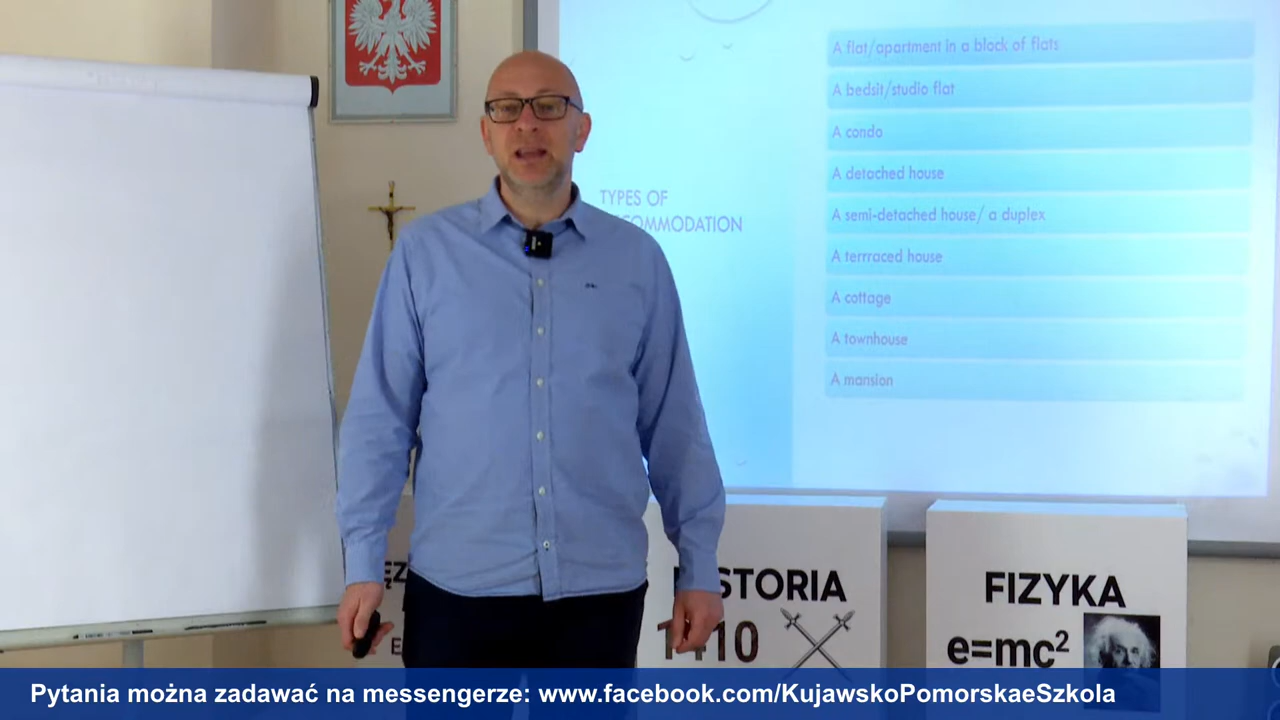 A flat/apartment in a block of flats
A bedsit/studio flat
A condo
A detached house
A semi-detached house/ a duplex
A terrraced house
A cottage
A townhouse
A mansion
TYPES OF
COMMODATION
STORIA
1410
FIZYKA
e=mc²
Pytania można zadawać na messengerze: www.facebook.com/KujawskoPomorskaeSzkola